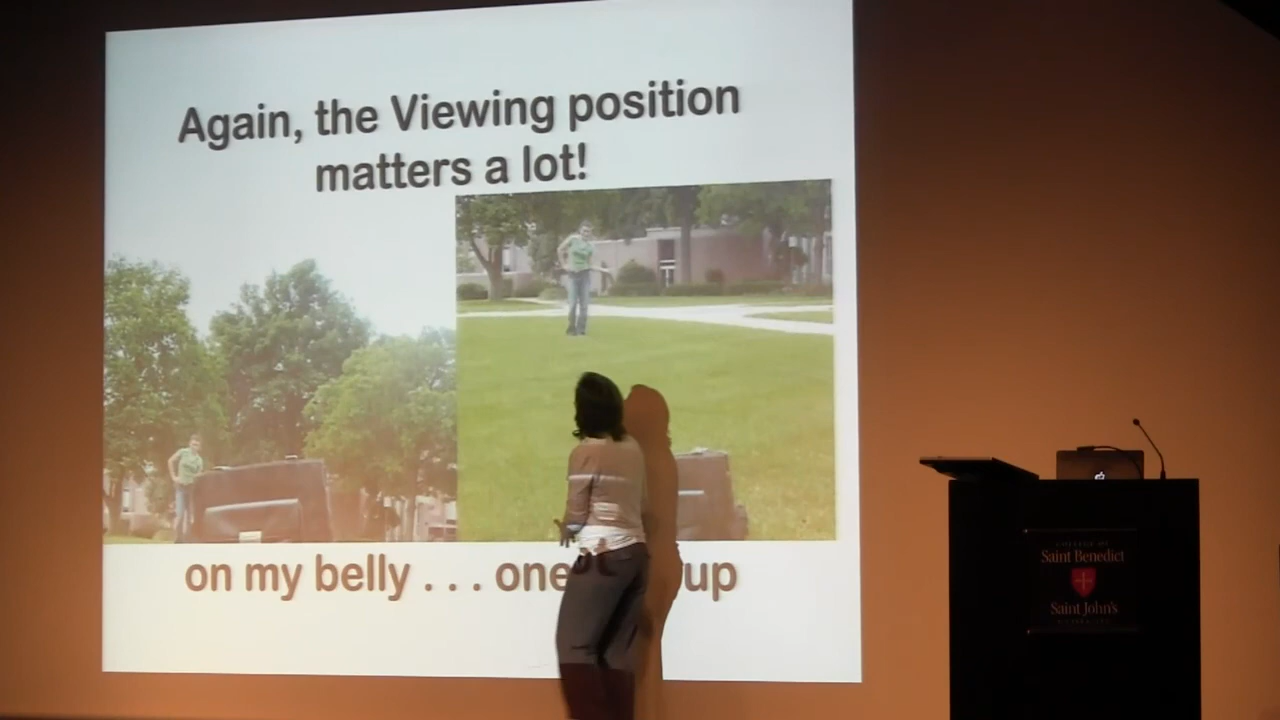 Again, the Viewing position
matters a lot!
on my belly . . . one up
COLLEGE OF
Saint Benedict
Saint John's